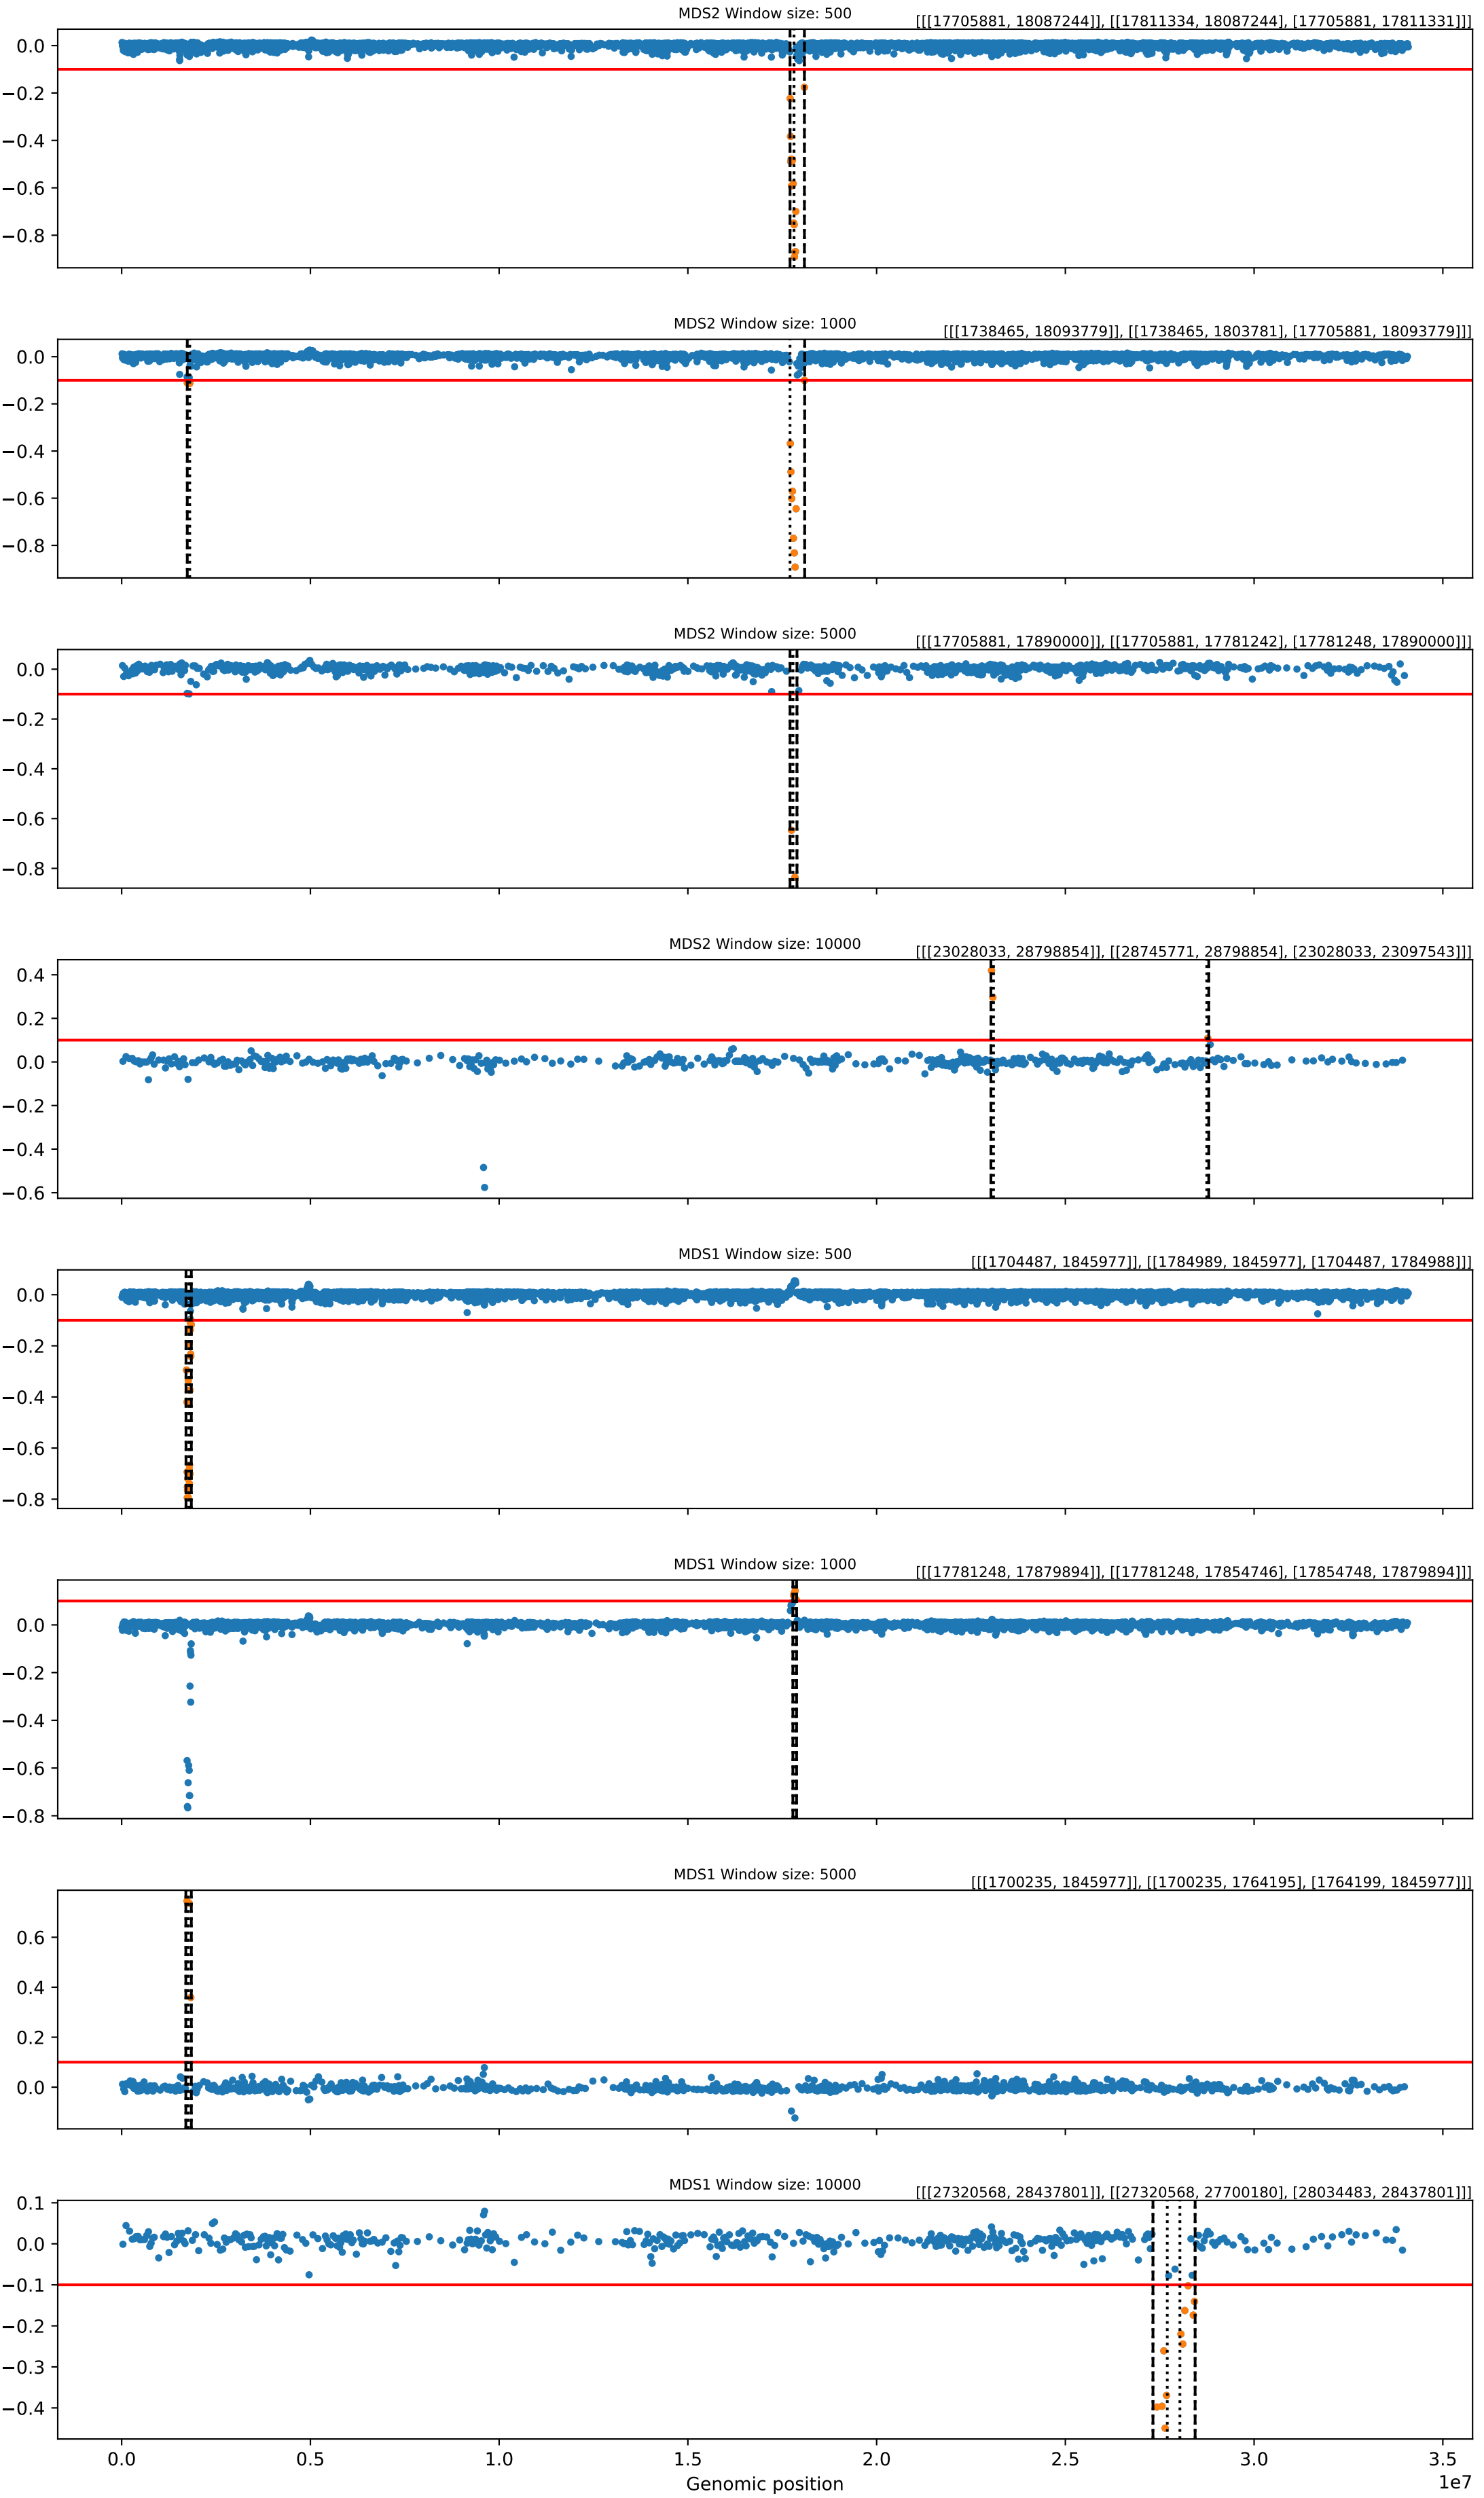 MDS2 Window size: 500
[[[17705881, 18087244]], [[17811334, 18087244], [17705881, 17811331]]]
0.0
−0.2
−0.4
−0.6
−0.8
MDS2 Window size: 1000
[[[1738465, 18093779]], [[1738465, 1803781], [17705881, 18093779]]]
0.0
−0.2
−0.4
−0.6
−0.8
MDS2 Window size: 5000
[[[17705881, 17890000]], [[17705881, 17781242], [17781248, 17890000]]]
0.0
−0.2
−0.4
−0.6
−0.8
MDS2 Window size: 10000
[[[23028033, 28798854]], [[28745771, 28798854], [23028033, 23097543]]]
0.4
0.2
0.0
−0.2
−0.4
−0.6
MDS1 Window size: 500
[[[1704487, 1845977]], [[1784989, 1845977], [1704487, 1784988]]]
0.0
−0.2
−0.4
−0.6
−0.8
MDS1 Window size: 1000
[[[17781248, 17879894]], [[17781248, 17854746], [17854748, 17879894]]]
0.0
−0.2
−0.4
−0.6
−0.8
MDS1 Window size: 5000
[[[1700235, 1845977]], [[1700235, 1764195], [1764199, 1845977]]]
0.6
0.4
0.2
0.0
MDS1 Window size: 10000
[[[27320568, 28437801]], [[27320568, 27700180], [28034483, 28437801]]]
0.1
0.0
−0.1
−0.2
−0.3
−0.4
0.0 0.5 1.0 1.5 2.0 2.5 3.0 3.5
1e7
Genomic position